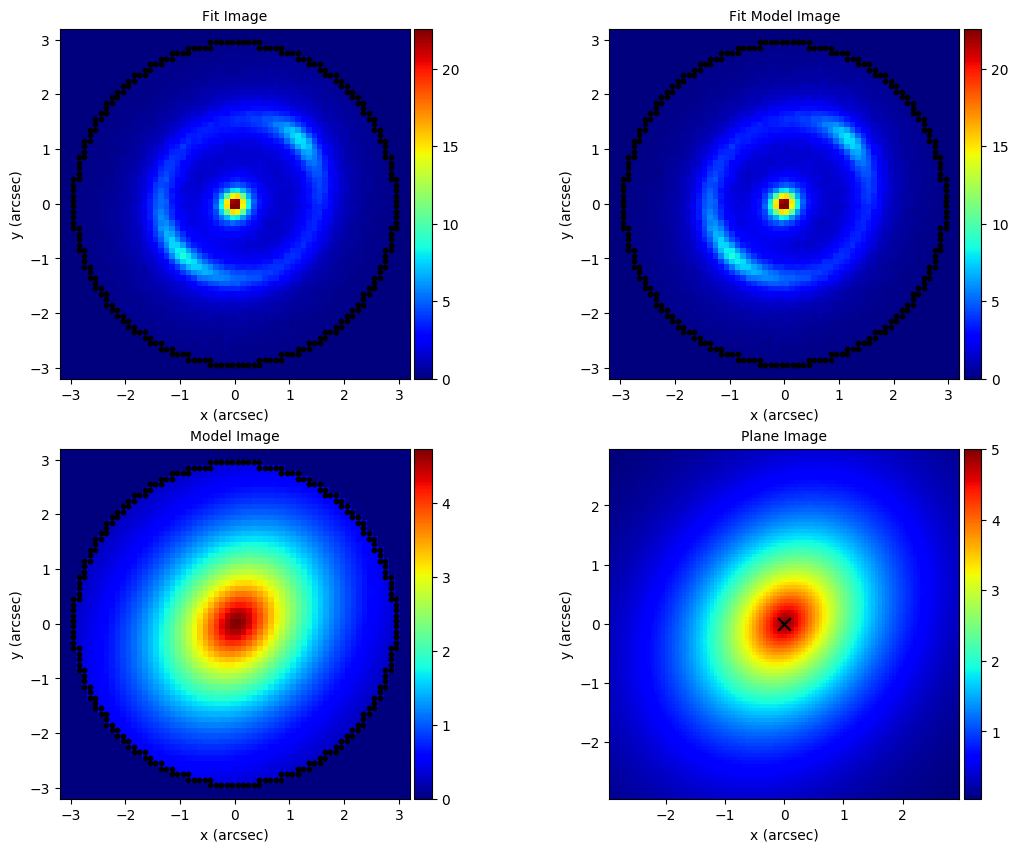 Fit Image
3
2
1
0
−1
−2
−3
y (arcsec)
−3 −2 −1 0 1 2 3
x (arcsec)
20
15
10
5
0
Fit Model Image
3
2
1
0
−1
−2
−3
y (arcsec)
−3 −2 −1 0 1 2 3
x (arcsec)
20
15
10
5
0
Model Image
3
2
1
0
−1
−2
−3
y (arcsec)
−3 −2 −1 0 1 2 3
x (arcsec)
4
3
2
1
0
Plane Image
2
1
0
−1
−2
y (arcsec)
−2 −1 0 1 2
x (arcsec)
5
4
3
2
1